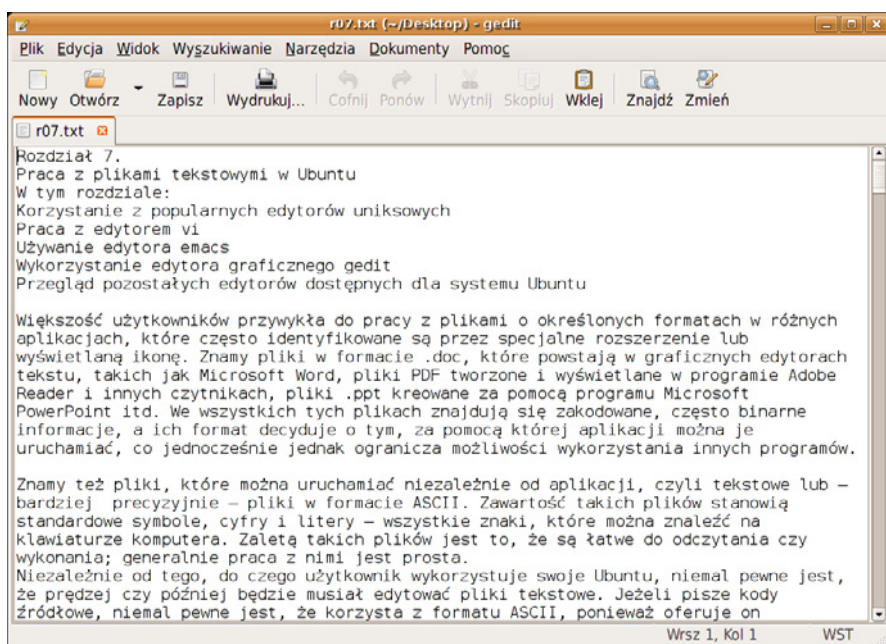 r07.txt (~/Desktop) - gedit
Plik Edycja Widok Wyszukiwanie Narzędzia Dokumenty Pomoc
Nowy Otwórz Zapisz Wydrukuj... Cofnij Ponów Wytnij Skopiuj Wklej Znajdź Zmień
r07.txt
Rozdział 7.
Praca z plikami tekstowymi w Ubuntu
W tym rozdziale:
Korzystanie z popularnych edytorów uniksowych
Praca z edytorem vi
Używanie edytora emacs
Wykorzystanie edytora graficznego gedit
Przegląd pozostałych edytorów dostępnych dla systemu Ubuntu
Większość użytkowników przywykła do pracy z plikami o określonych formatach w różnych
aplikacjach, które często identyfikowane są przez specjalne rozszerzenie lub
wyświetlaną ikonę. Znamy pliki w formacie .doc, które powstają w graficznych edytorach
tekstu, takich jak Microsoft Word, pliki PDF tworzone i wyświetlane w programie Adobe
Reader i innych czytnikach, pliki .ppt kreowane za pomocą programu Microsoft
PowerPoint itd. We wszystkich tych plikach znajdują się zakodowane, często binarne
informacje, a ich format decyduje o tym, za pomocą której aplikacji można je
uruchamiać, co jednocześnie jednak ogranicza możliwości wykorzystania innych programów.
Znamy też pliki, które można uruchamiać niezależnie od aplikacji, czyli tekstowe lub –
bardziej  precyzyjnie – pliki w formacie ASCII. Zawartość takich plików stanowią
standardowe symbole, cyfry i litery – wszystkie znaki, które można znaleźć na
klawiaturze komputera. Zaletą takich plików jest to, że są łatwe do odczytania czy
wykonania; generalnie praca z nimi jest prosta.
Niezależnie od tego, do czego użytkownik wykorzystuje swoje Ubuntu, niemal pewne jest,
że prędzej czy później będzie musiał edytować pliki tekstowe. Jeżeli pisze kody
źródłowe, niemal pewne jest, że korzysta z formatu ASCII, ponieważ oferuje on
Wrsz 1, Kol 1 WST